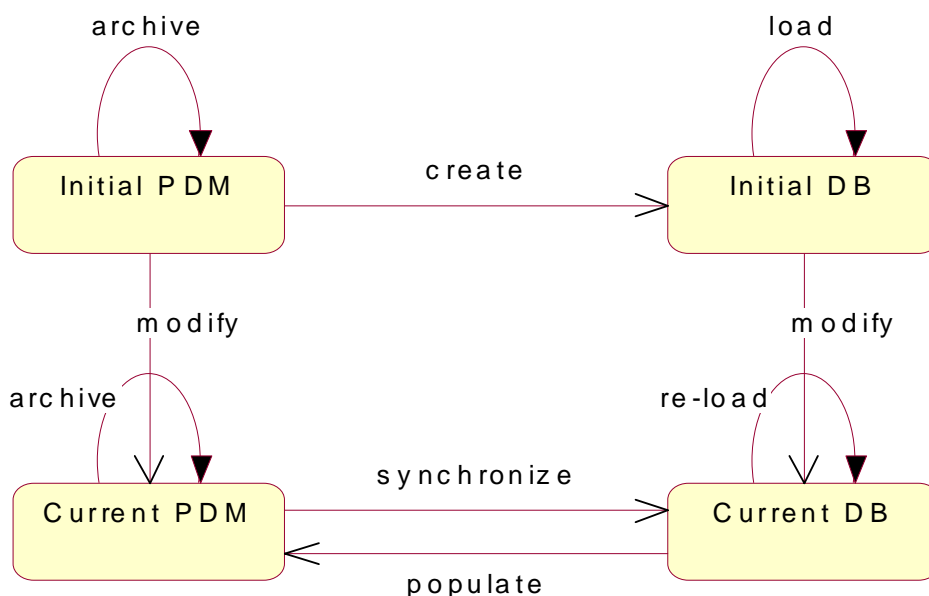 archive
load
create
Initial PDM
Initial DB
modify
modify
archive
re-load
synchronize
Current PDM
Current DB
populate